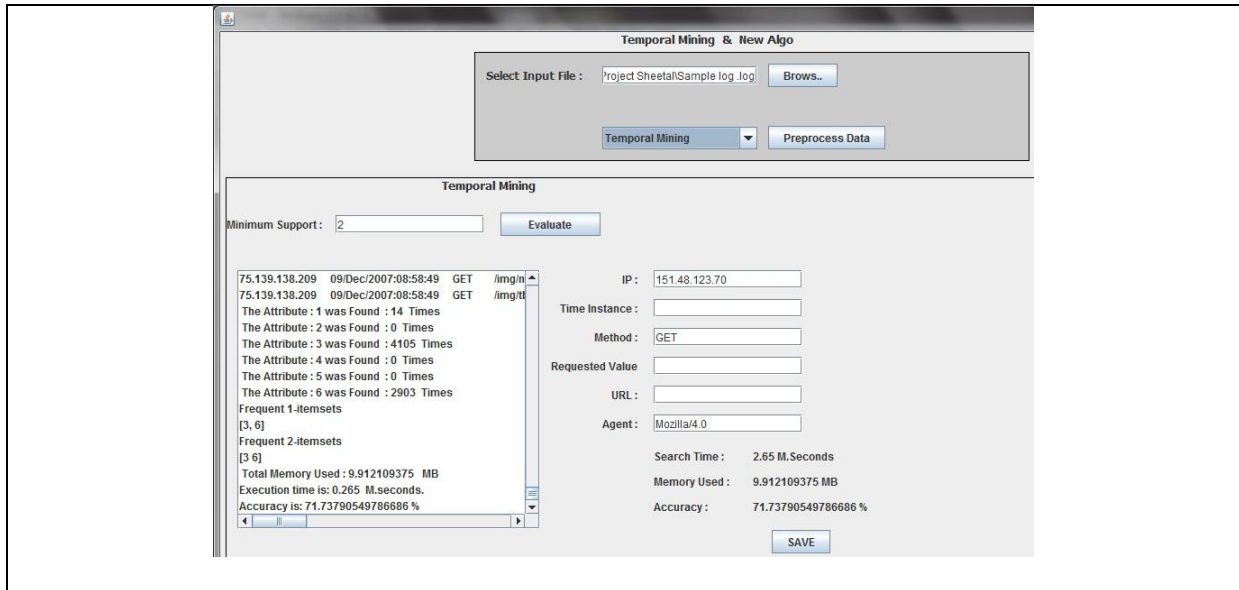 Temporal Mining & New Algo
Select Input File : Project Sheetal\Sample log .log Brows..
Temporal Mining Preprocess Data
Temporal Mining
Minimum Support : 2 Evaluate
75.139.138.209 09/Dec/2007:08:58:49 GET /img/n
75.139.138.209 09/Dec/2007:08:58:49 GET /img/tl
The Attribute : 1 was Found : 14 Times
The Attribute : 2 was Found : 0 Times
The Attribute : 3 was Found : 4105 Times
The Attribute : 4 was Found : 0 Times
The Attribute : 5 was Found : 0 Times
The Attribute : 6 was Found : 2903 Times
Frequent 1-itemsets
[3, 6]
Frequent 2-itemsets
[3 6]
Total Memory Used : 9.912109375 MB
Execution time is: 0.265 M.seconds.
Accuracy is: 71.73790549786686 %
IP : 151.48.123.70
Time Instance :
Method : GET
Requested Value
URL :
Agent : Mozilla/4.0
Search Time : 2.65 M.Seconds
Memory Used : 9.912109375 MB
Accuracy : 71.73790549786686 %
SAVE